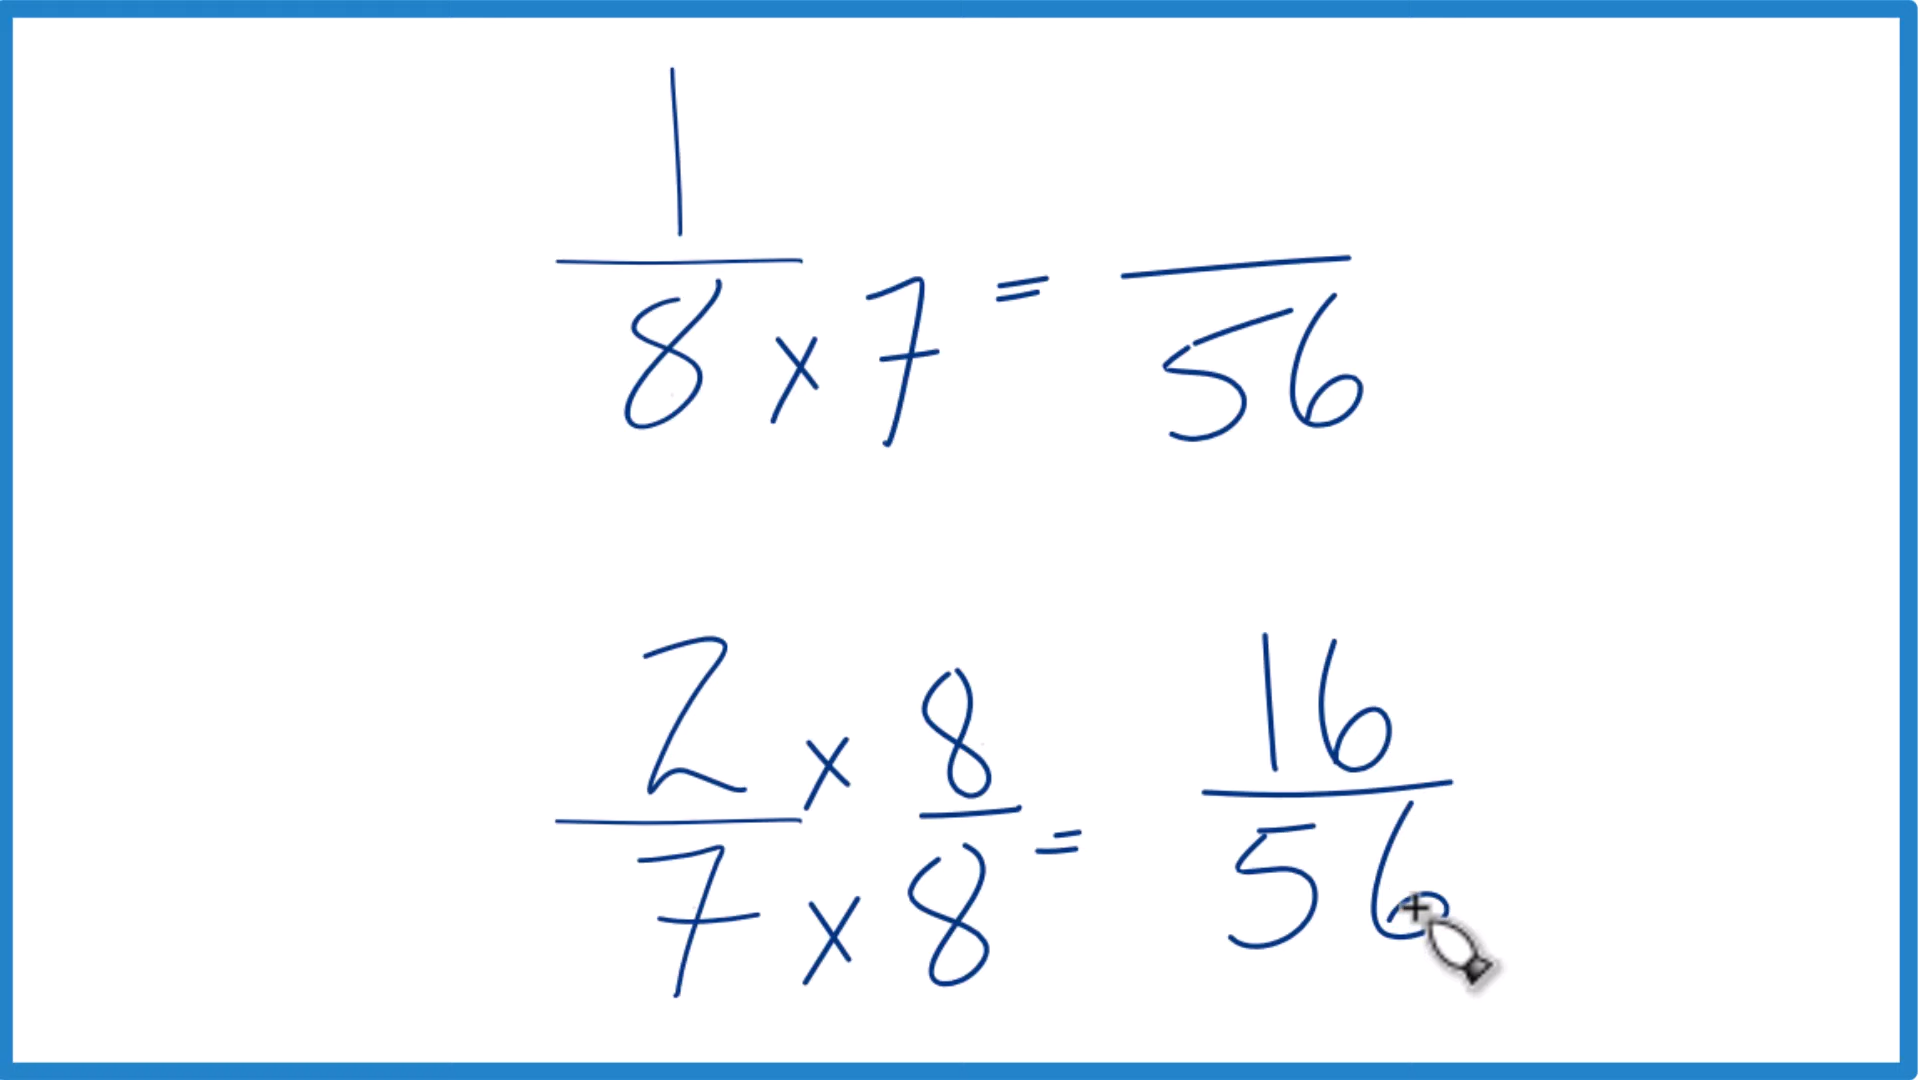 1
8 x 7 = 56
2 x 8 16
7 x 8 = 56